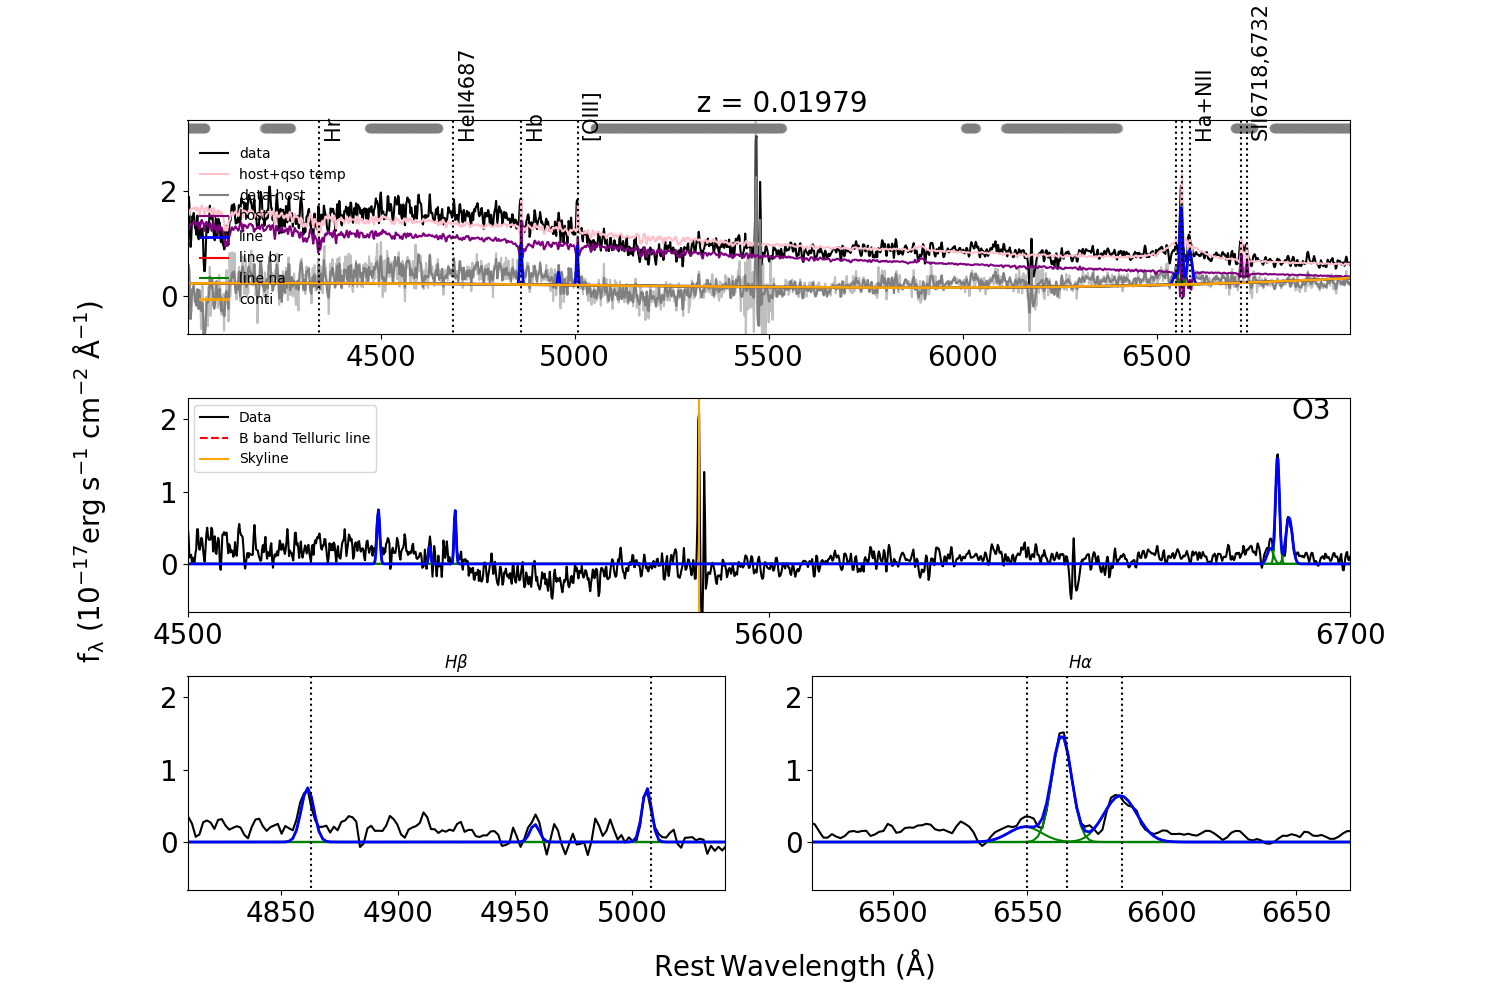 Hr
HeII4687
Hb
[OIII]
Ha+NII
SII6718,6732
z = 0.01979
data
host+qso temp
data-host
host
line
line br
line na
conti
2
0
4500
5000
5500
6000
6500
O3
Data
B band Telluric line
Skyline
2
1
0
4500
5600
6700
fλ (10⁻¹⁷erg s⁻¹ cm⁻² Å⁻¹)
Hβ
2
1
0
4850
4900
4950
5000
Hα
2
1
0
6500
6550
6600
6650
Rest Wavelength (Å)